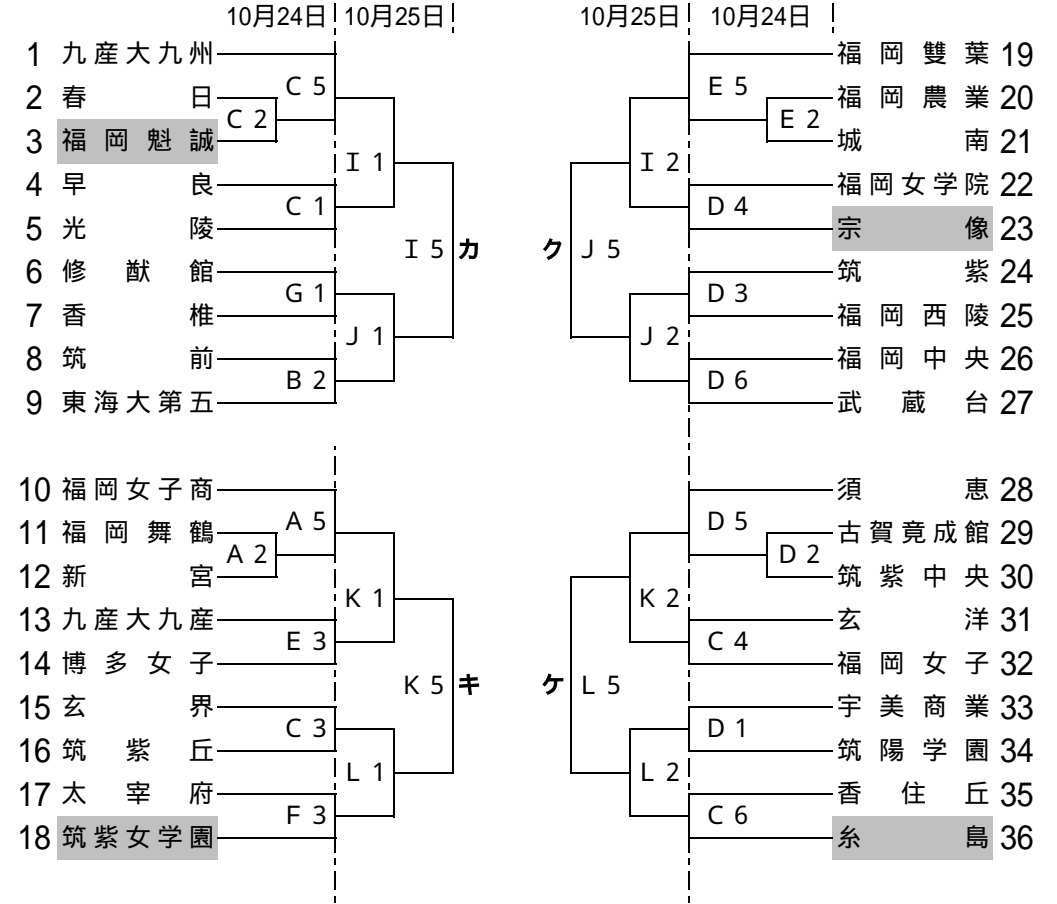 10月24日 10月25日
1 九産大九州
2 春日
3 福岡魁誠
4 早良
5 光陵
6 修猷館
7 香椎
8 筑前
9 東海大第五
C 5
C 2
C 1
G 1
B 2
I 1
J 1
I 5 カ
10 福岡女子商
11 福岡舞鶴
12 新宮
13 九産大九産
14 博多女子
15 玄界
16 筑紫丘
17 太宰府
18 筑紫女学園
A 5
A 2
E 3
C 3
F 3
K 1
L 1
K 5 キ
10月25日 10月24日
福岡雙葉 19
福岡農業 20
城南 21
福岡女学院 22
宗像 23
筑紫 24
福岡西陵 25
福岡中央 26
武蔵台 27
E 5
E 2
D 4
D 3
D 6
I 2
J 2
ク J 5
須恵 28
古賀竟成館 29
筑紫中央 30
玄洋 31
福岡女子 32
宇美商業 33
筑陽学園 34
香住丘 35
糸島 36
D 5
D 2
C 4
D 1
C 6
K 2
L 2
ケ L 5